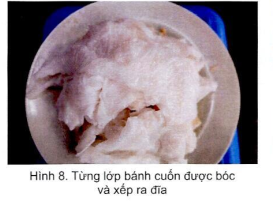 Hình 8. Từng lớp bánh cuốn được bóc
và xếp ra đĩa